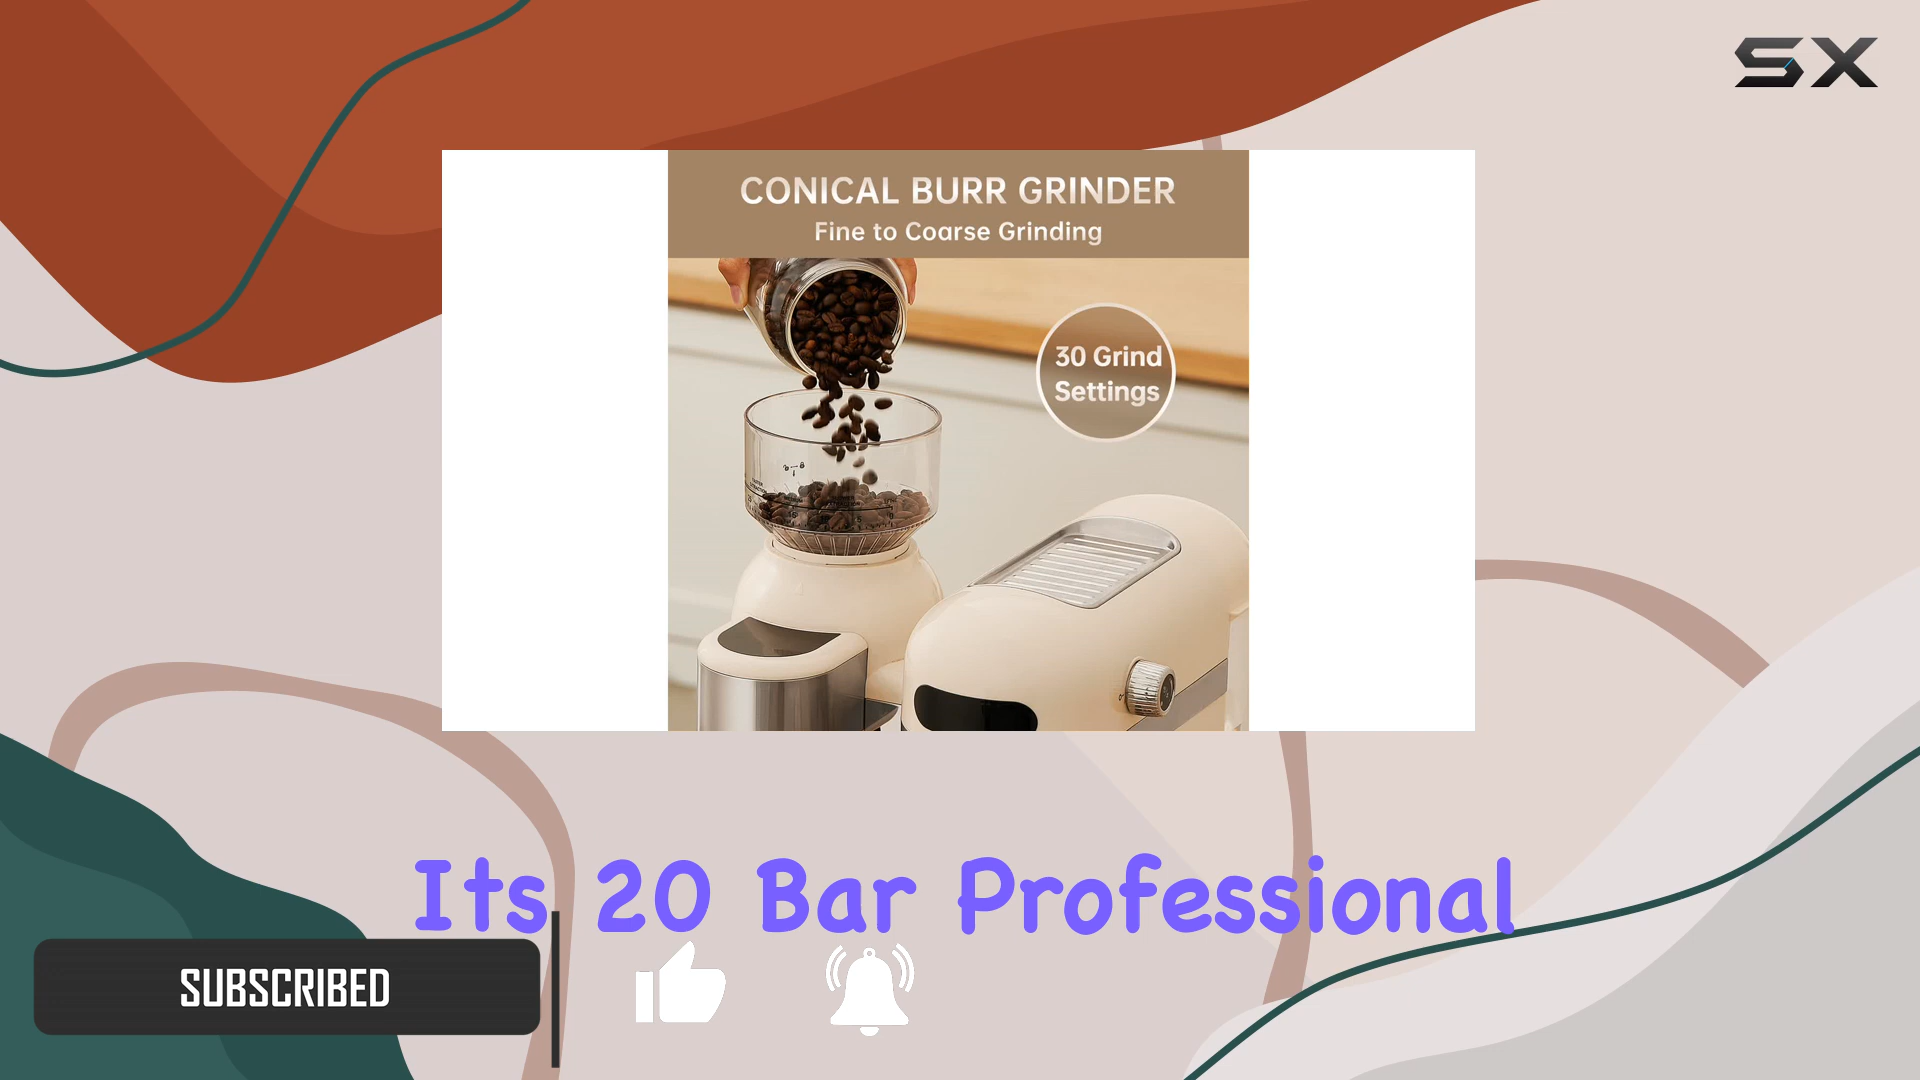 SX
CONICAL BURR GRINDER
Fine to Coarse Grinding
30 Grind
Settings
Its 20 Bar Professional
SUBSCRIBED